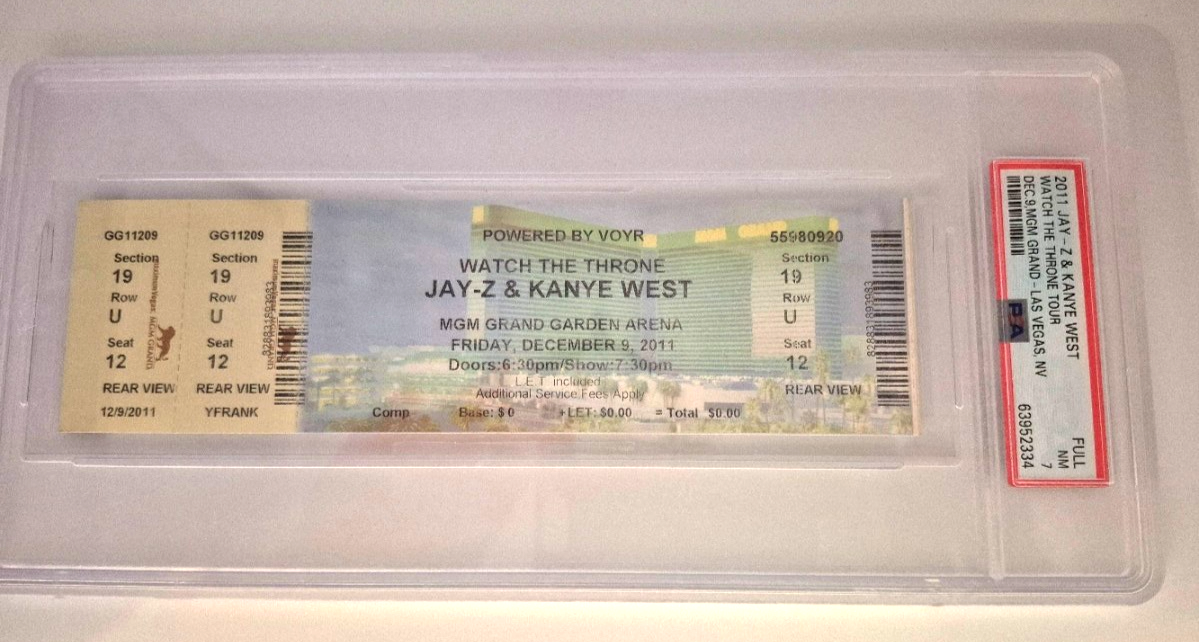 GG11209
Section
19
Row
U
Seat
12
REAR VIEW
12/9/2011
MGM GRAND
GG11209
Section
19
Row
U
Seat
12
REAR VIEW
YFRANK
POWERED BY VOYR
WATCH THE THRONE
JAY-Z & KANYE WEST
MGM GRAND GARDEN ARENA
FRIDAY, DECEMBER 9, 2011
Doors:6:30pm/Show:7:30pm
L.E.T included
Additional Service Fees Apply
Comp Base: $ 0 +LET: $0.00 = Total $0.00
55980920
Section
19
Row
U
Seat
12
REAR VIEW
2011 JAY - Z & KANYE WEST
WATCH THE THRONE TOUR
DEC.9,MGM GRAND - LAS VEGAS, NV
FULL
NM
7
63952334
PSA